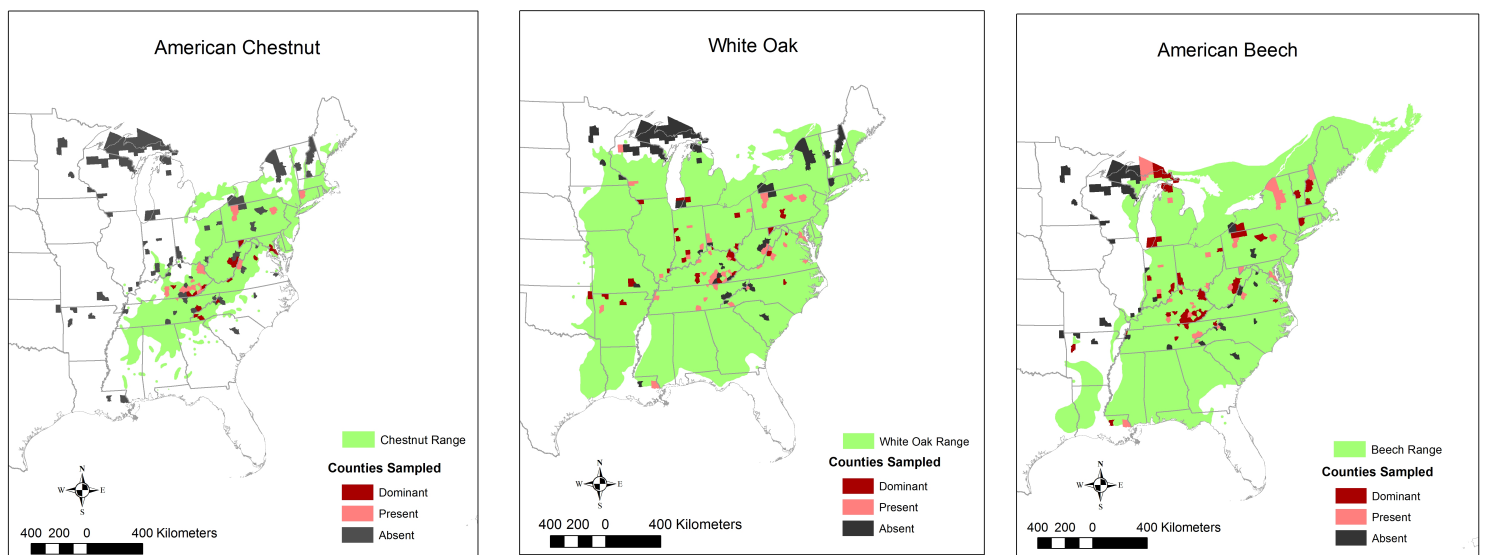 American Chestnut
Chestnut Range
Counties Sampled
Dominant
Present
Absent
N
W E
S
400 200 0 400 Kilometers
White Oak
White Oak Range
Counties Sampled
Dominant
Present
Absent
N
W E
S
400 200 0 400 Kilometers
American Beech
Beech Range
Counties Sampled
Dominant
Present
Absent
N
W E
S
400 200 0 400 Kilometers